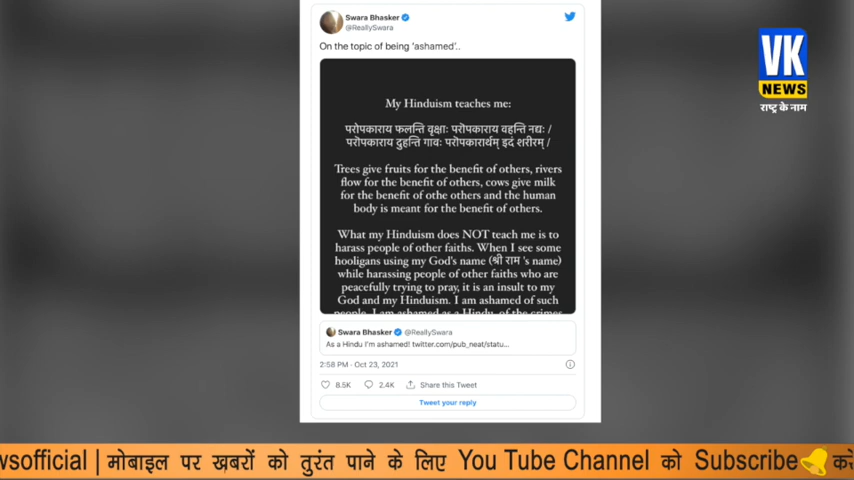 Swara Bhasker
@ReallySwara
On the topic of being 'ashamed'..
My Hinduism teaches me:
परोपकाराय फलन्ति वृक्षाः परॊपकाराय वहन्ति नद्यः /
परॊपकाराय दुहन्ति गावः परॊपकारार्थम् इदं शरीरम् /
Trees give fruits for the benefit of others, rivers
flow for the benefit of others, cows give milk
for the benefit of othe others and the human
body is meant for the benefit of others.
What my Hinduism does NOT teach me is to
harass people of other faiths. When I see some
hooligans using my God's name (श्री राम 's name)
while harassing people of other faiths who are
peacefully trying to pray, it is an insult to my
God and my Hinduism. I am ashamed of such
people. I am ashamed as a Hindu, of the crimes
Swara Bhasker @ReallySwara
As a Hindu I'm ashamed! twitter.com/pub_neat/statu...
2:58 PM · Oct 23, 2021
8.5K 2.4K Share this Tweet
Tweet your reply
VK
NEWS
राष्ट्र के नाम
wsofficial | मोबाइल पर ख़बरों को तुरंत पाने के लिए You Tube Channel को Subscribe करे